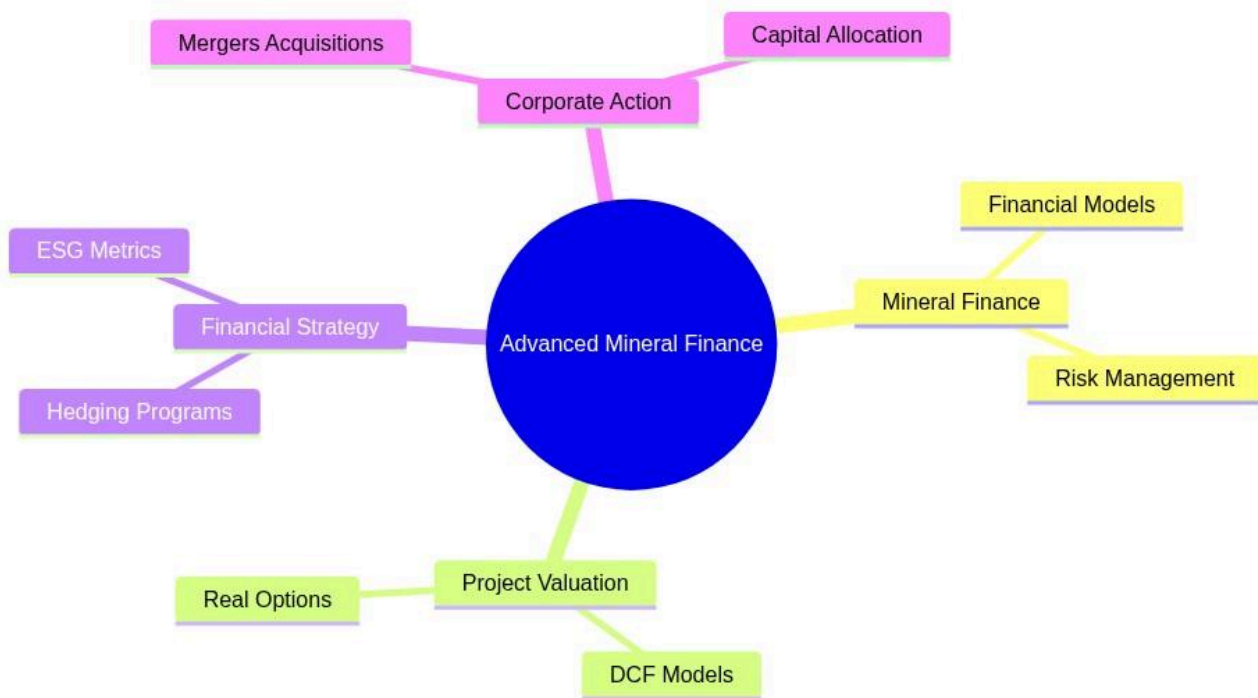 Mergers Acquisitions
Capital Allocation
Corporate Action
Financial Models
ESG Metrics
Mineral Finance
Financial Strategy
Advanced Mineral Finance
Risk Management
Hedging Programs
Project Valuation
Real Options
DCF Models